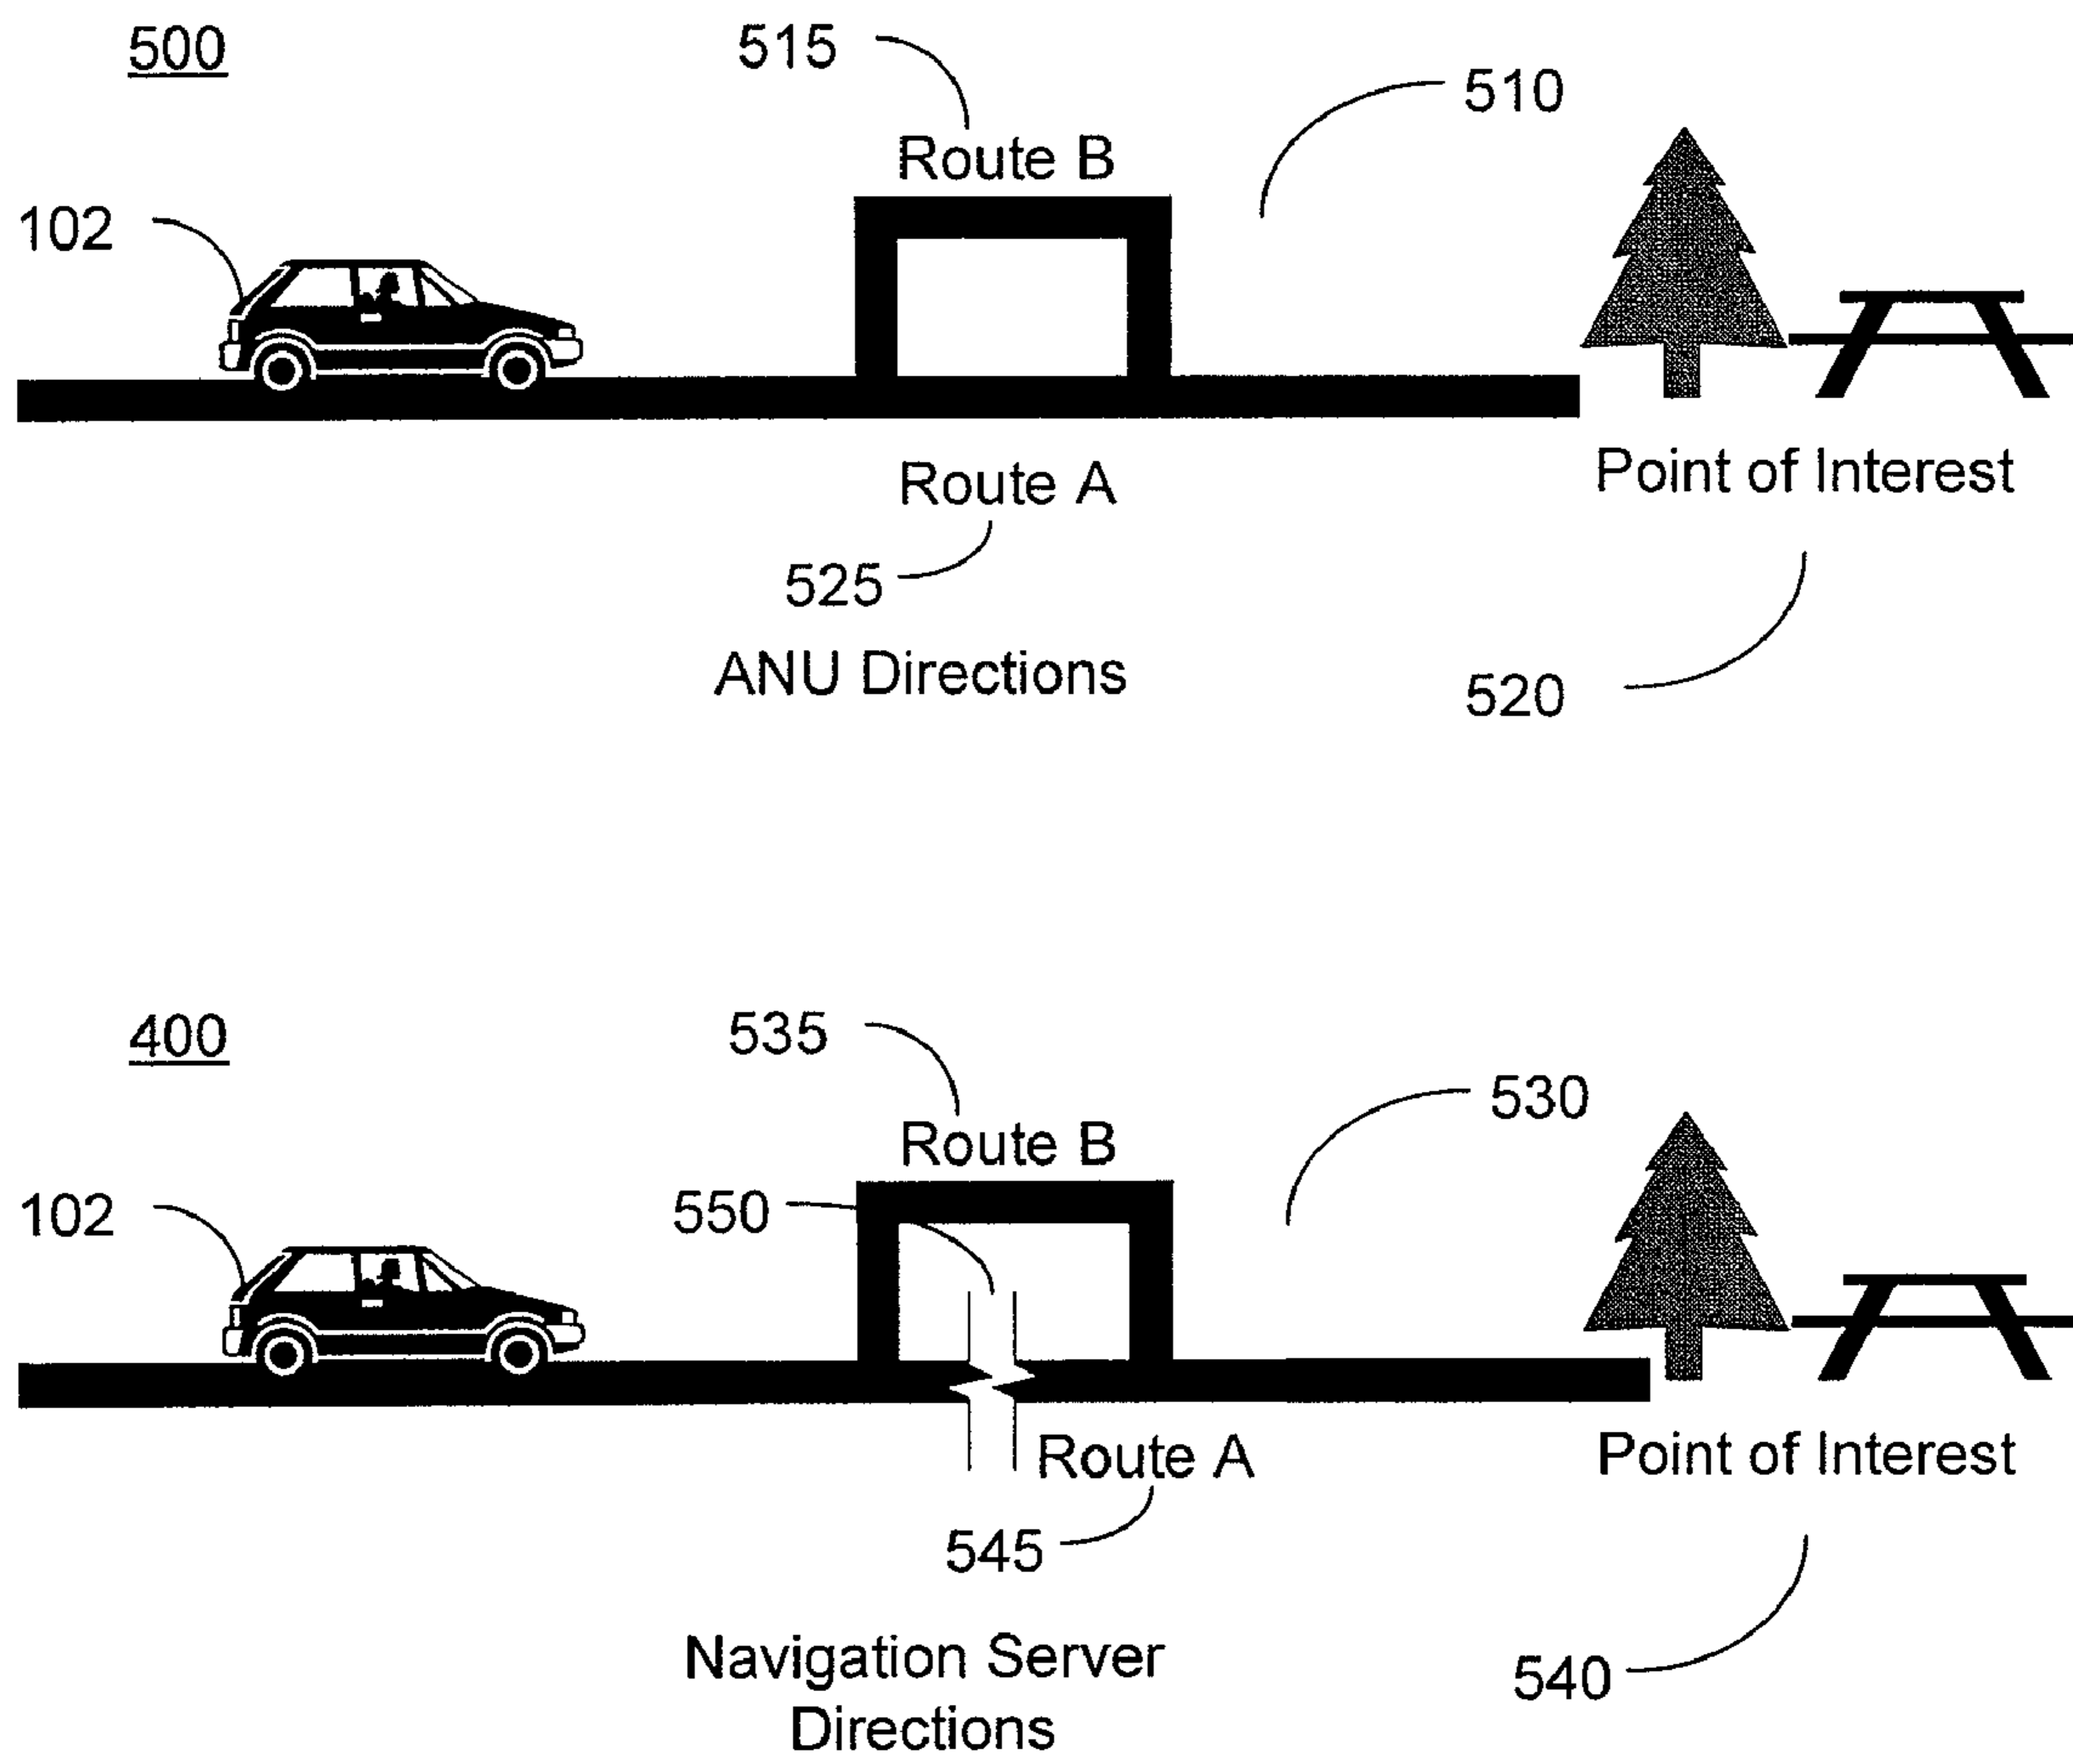 500
515
510
Route B
102
Route A
Point of Interest
525
ANU Directions
520
400
535
530
Route B
550
102
Route A
Point of Interest
545
Navigation Server
Directions
540